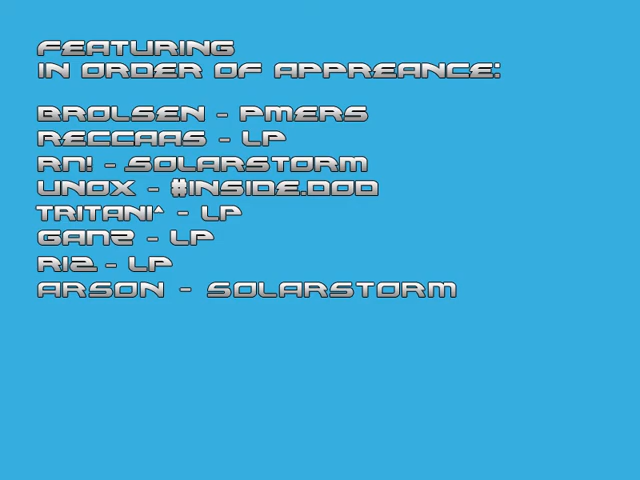 FEATURING
IN ORDER OF APPREANCE:
BROLSEN - PMERS
RECCAAS - LP
RN! - SOLARSTORM
UNOX - #INSIDE.DOD
TRITANI^ - LP
GANZ - LP
RIZ - LP
ARSON - SOLARSTORM